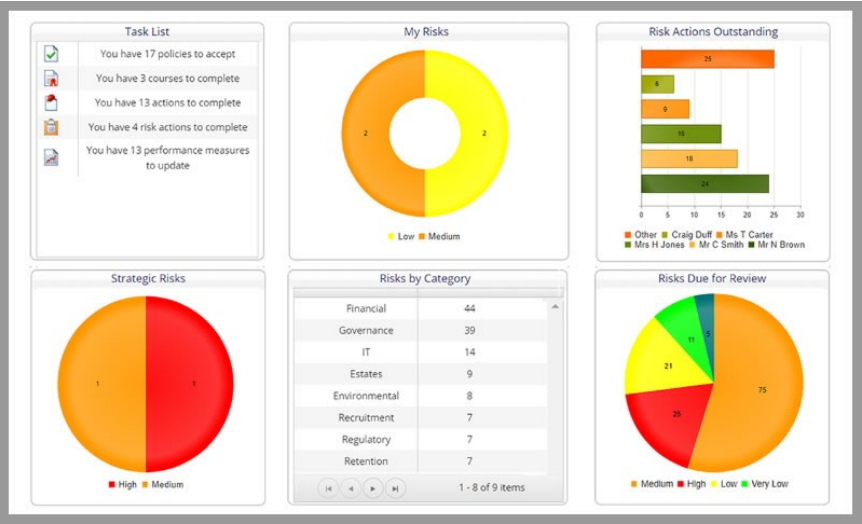 Task List
You have 17 policies to accept
You have 3 courses to complete
You have 13 actions to complete
You have 4 risk actions to complete
You have 13 performance measures
to update
My Risks
2
2
Low Medium
Risk Actions Outstanding
25
6
9
15
18
24
0 5 10 15 20 25 30
Other Craig Duff Ms T Carter
Mrs H Jones Mr C Smith Mr N Brown
Strategic Risks
1
1
High Medium
Risks by Category
Financial 44
Governance 39
IT 14
Estates 9
Environmental 8
Recruitment 7
Regulatory 7
Retention 7
1 - 8 of 9 items
Risks Due for Review
5
11
21
75
25
Medium High Low Very Low